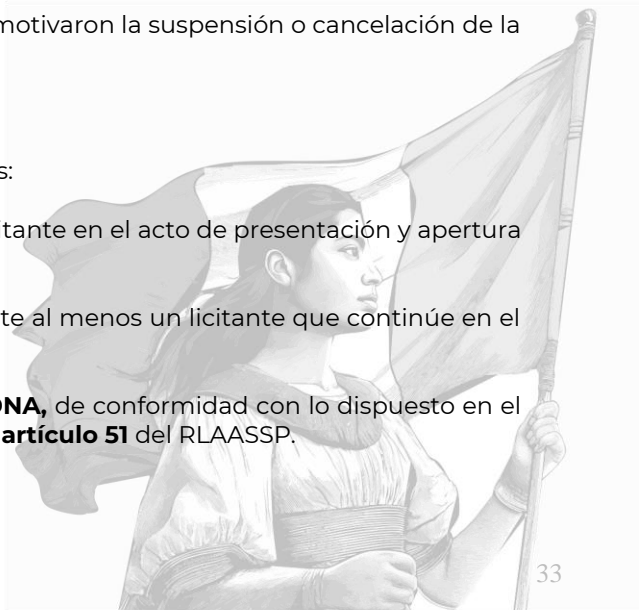 motivaron la suspensión o cancelación de la
s:
itante en el acto de presentación y apertura
te al menos un licitante que continúe en el
ONA, de conformidad con lo dispuesto en el
artículo 51 del RLAASSP.
33